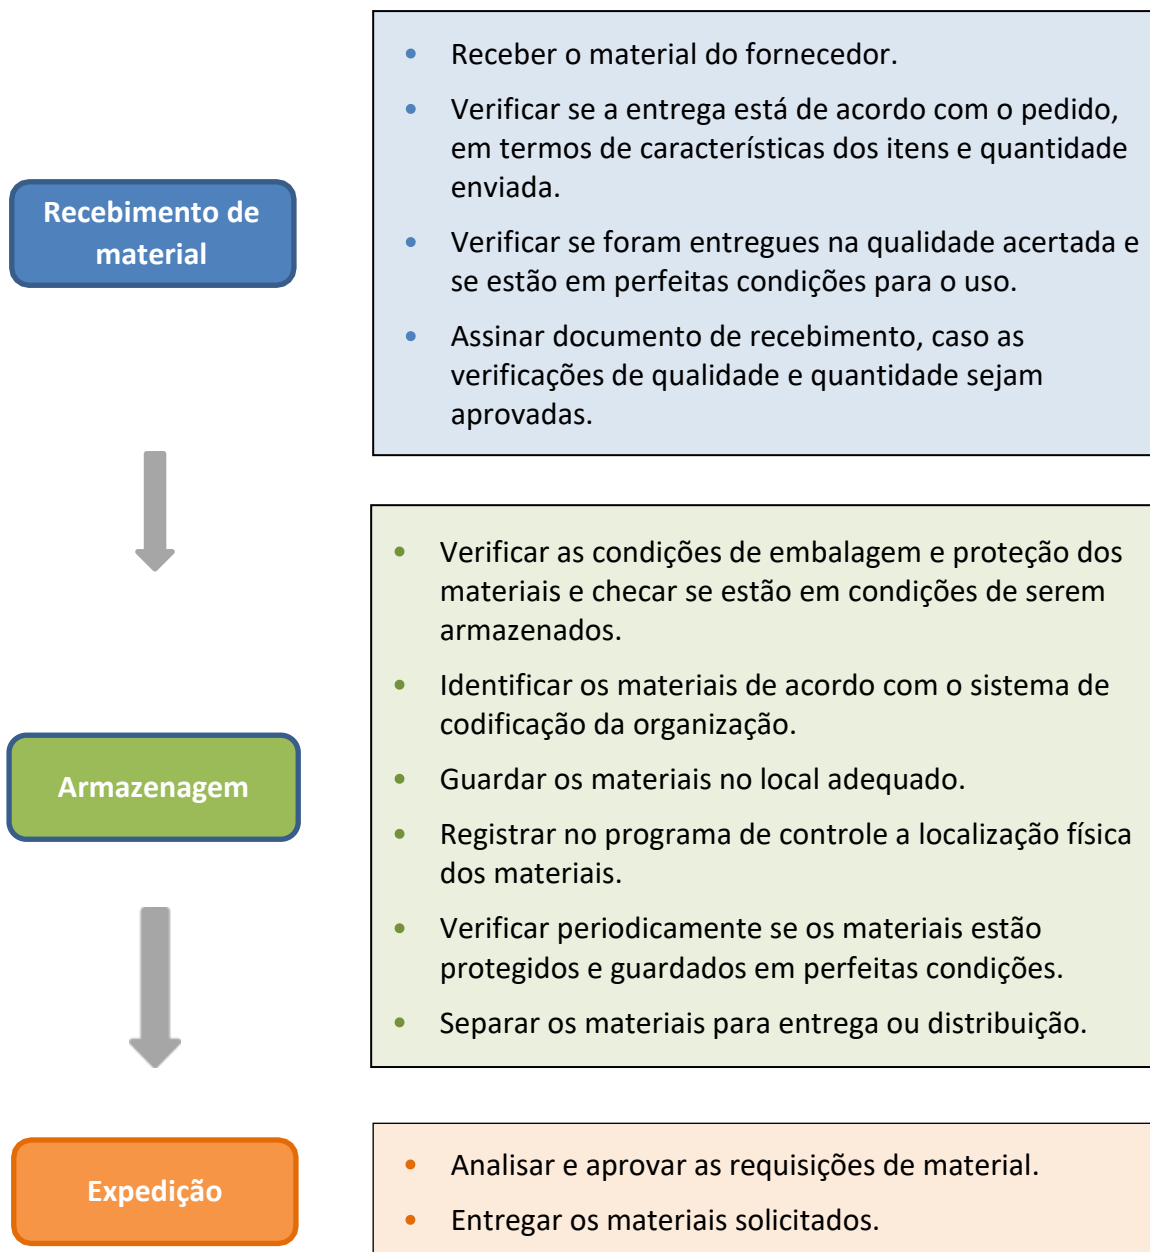 • Receber o material do fornecedor.
• Verificar se a entrega está de acordo com o pedido,
em termos de características dos itens e quantidade
enviada.
Recebimento de
material
• Verificar se foram entregues na qualidade acertada e
se estão em perfeitas condições para o uso.
• Assinar documento de recebimento, caso as
verificações de qualidade e quantidade sejam
aprovadas.
• Verificar as condições de embalagem e proteção dos
materiais e checar se estão em condições de serem
armazenados.
• Identificar os materiais de acordo com o sistema de
codificação da organização.
Armazenagem
• Guardar os materiais no local adequado.
• Registrar no programa de controle a localização física
dos materiais.
• Verificar periodicamente se os materiais estão
protegidos e guardados em perfeitas condições.
• Separar os materiais para entrega ou distribuição.
Expedição
• Analisar e aprovar as requisições de material.
• Entregar os materiais solicitados.